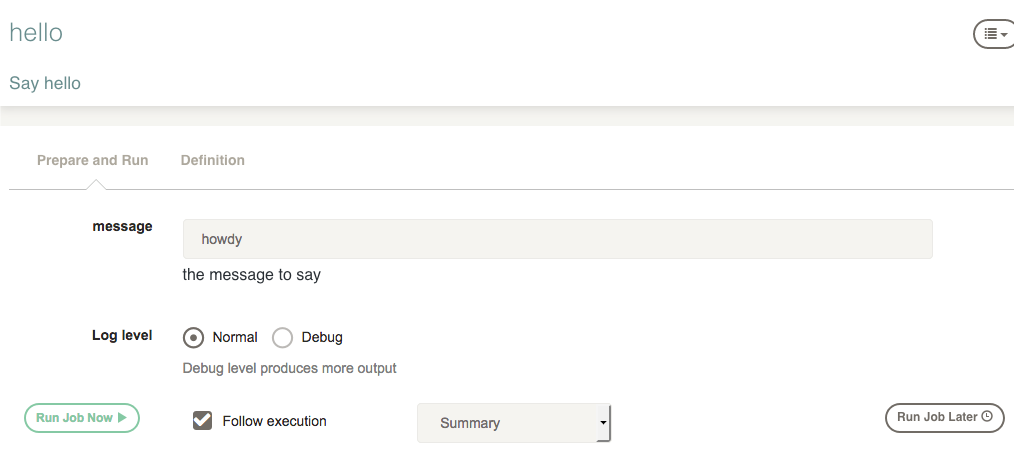 hello
Say hello
Prepare and Run Definition
message howdy
the message to say
Log level Normal Debug
Debug level produces more output
Run Job Now Follow execution Summary Run Job Later